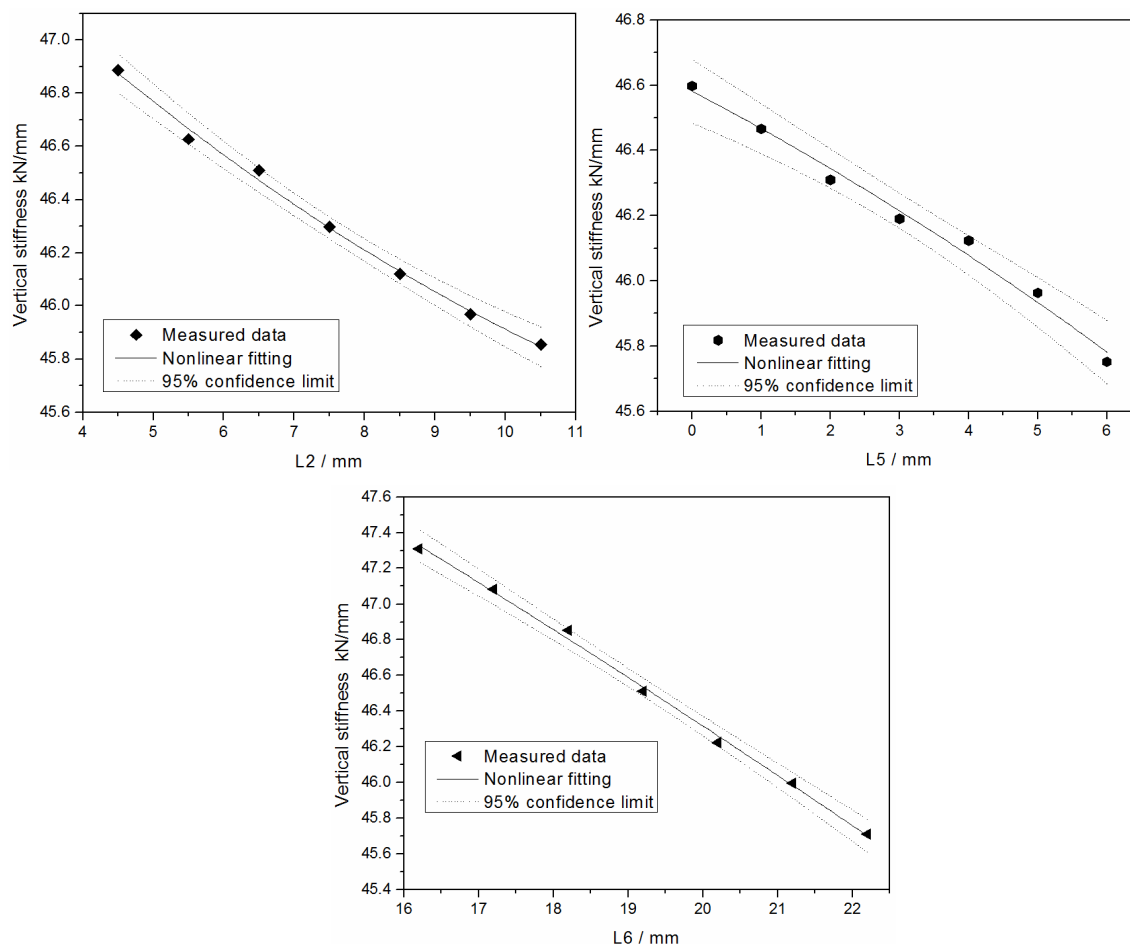 Vertical stiffness kN/mm
47.0
46.8
46.6
46.4
46.2
46.0
45.8
45.6
Measured data
Nonlinear fitting
95% confidence limit
4 5 6 7 8 9 10 11
L2 / mm
Vertical stiffness kN/mm
46.8
46.6
46.4
46.2
46.0
45.8
45.6
Measured data
Nonlinear fitting
95% confidence limit
0 1 2 3 4 5 6
L5 / mm
Vertical stiffness kN/mm
47.6
47.4
47.2
47.0
46.8
46.6
46.4
46.2
46.0
45.8
45.6
45.4
Measured data
Nonlinear fitting
95% confidence limit
16 17 18 19 20 21 22
L6 / mm